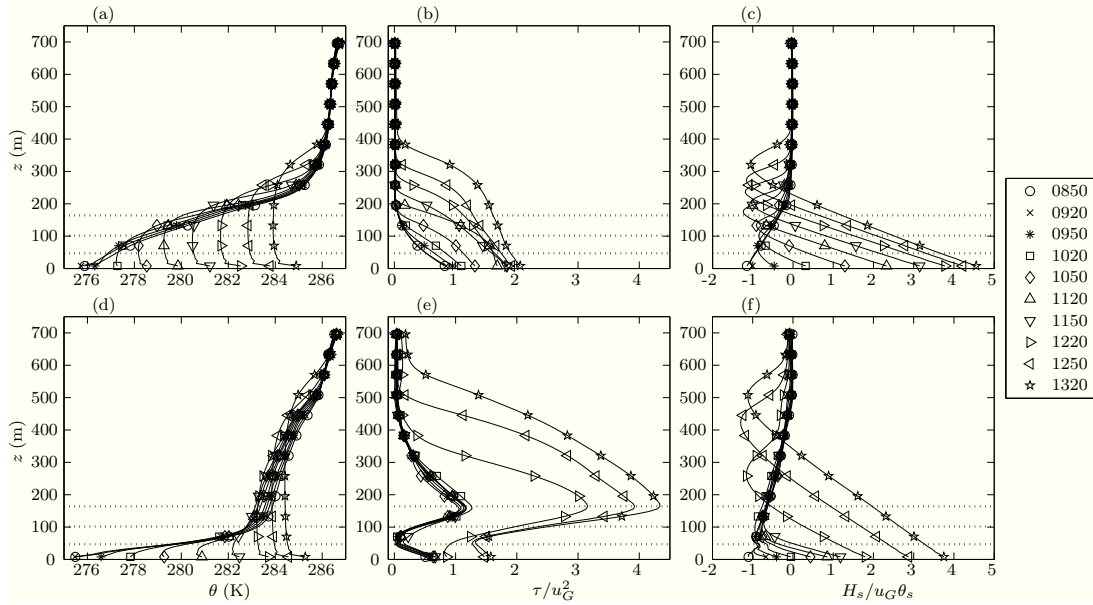 (a) (b) (c)
z (m)
700
600
500
400
300
200
100
0
276 278 280 282 284 286
0 1 2 3 4
-2 -1 0 1 2 3 4 5
0850
0920
0950
1020
1050
1120
1150
1220
1250
1320
(d) (e) (f)
z (m)
700
600
500
400
300
200
100
0
276 278 280 282 284 286
0 1 2 3 4
-2 -1 0 1 2 3 4 5
θ (K)
τ/u_G^2
H_s/u_Gθ_s